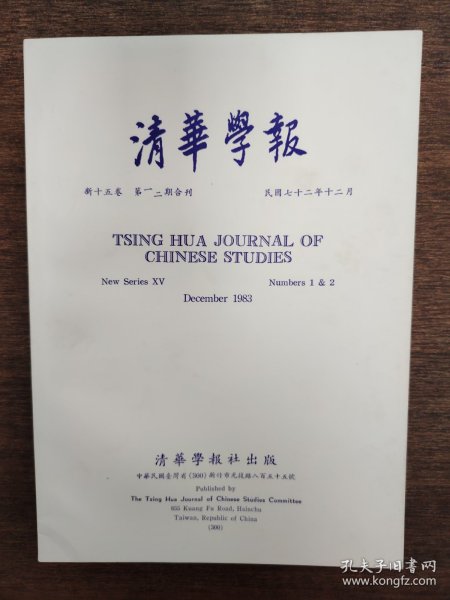 清華學報
新十五卷 第一二期合刊 民國七十二年十二月
TSING HUA JOURNAL OF
CHINESE STUDIES
New Series XV Numbers 1 & 2
December 1983
清華學報社出版
中華民國臺灣省(300)新竹市光復路八百五十五號
Published by
The Tsing Hua Journal of Chinese Studies Committee
855 Kuang Fu Road, Hsinchu
Taiwan, Republic of China
(300)
孔夫子旧书网
www.kongfz.com